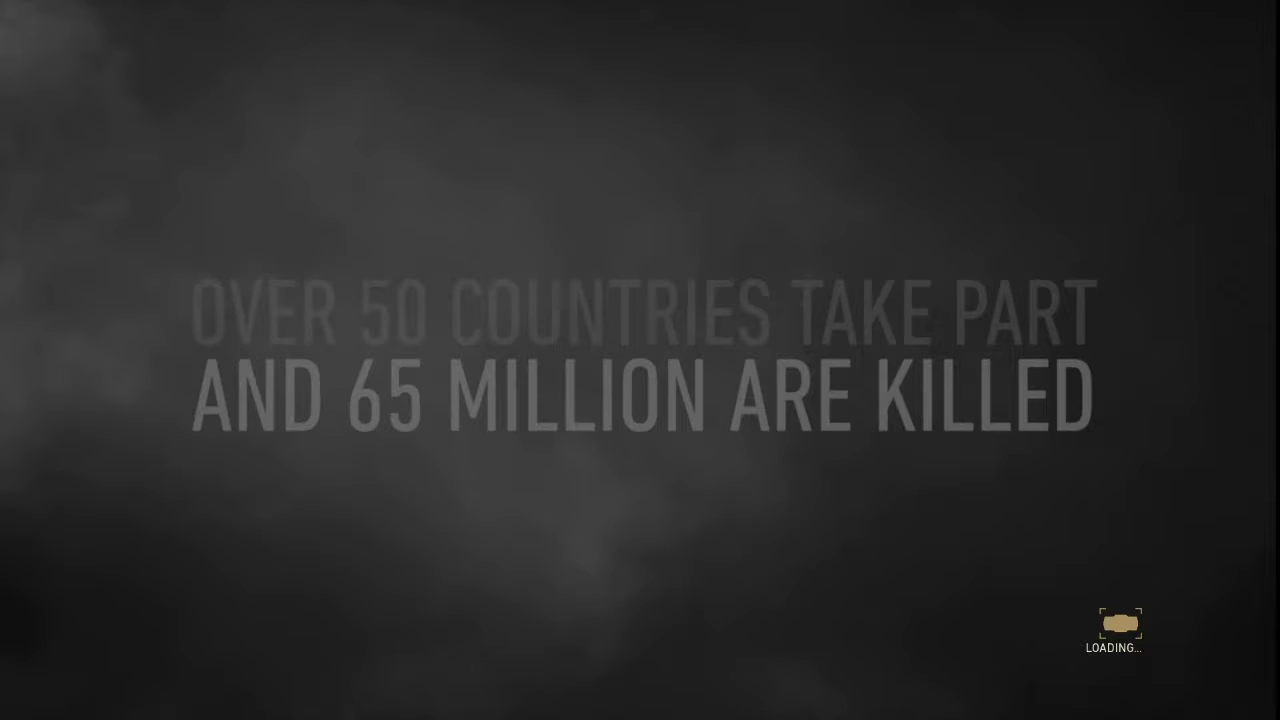 OVER 50 COUNTRIES TAKE PART
AND 65 MILLION ARE KILLED
LOADING...